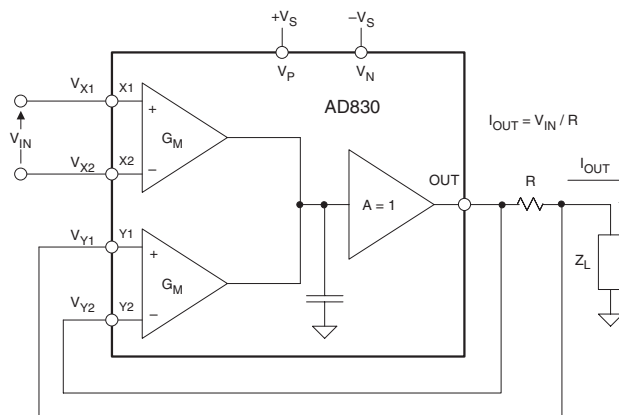 +V_S
–V_S
V_P
V_N
AD830
V_X1
X1
+
G_M
V_IN
V_X2
X2
–
I_OUT = V_IN / R
I_OUT
OUT
R
A = 1
V_Y1
Y1
+
G_M
V_Y2
Y2
–
Z_L